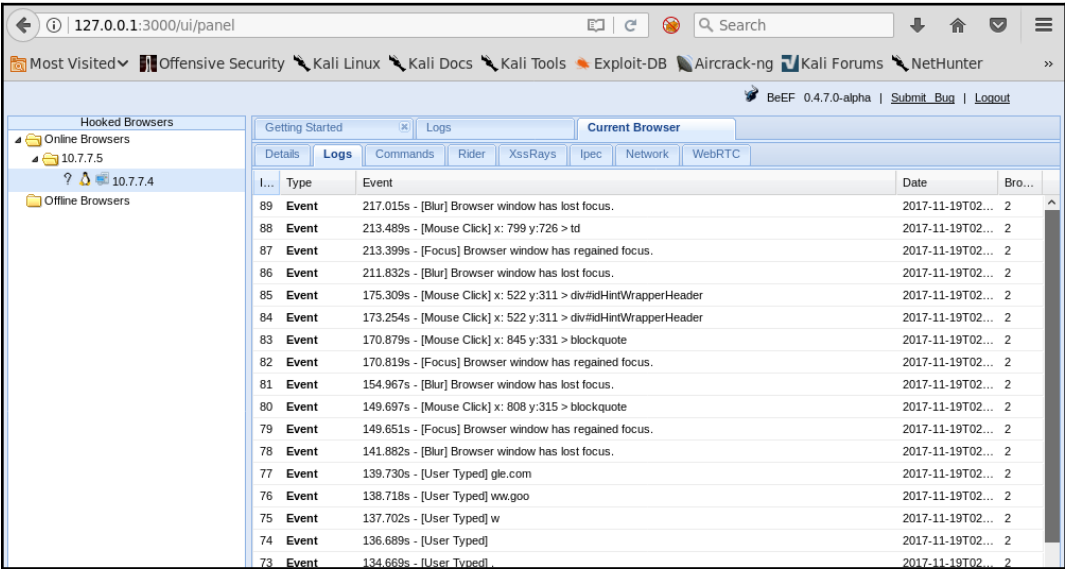 127.0.0.1:3000/ui/panel Search
Most Visited Offensive Security Kali Linux Kali Docs Kali Tools Exploit-DB Aircrack-ng Kali Forums NetHunter »
BeEF 0.4.7.0-alpha | Submit Bug | Logout
Hooked Browsers
Online Browsers
10.7.7.5
? 10.7.7.4
Offline Browsers
Getting Started Logs Current Browser
Details Logs Commands Rider XssRays Ipec Network WebRTC
I... Type Event Date Bro...
89 Event 217.015s - [Blur] Browser window has lost focus. 2017-11-19T02... 2
88 Event 213.489s - [Mouse Click] x: 799 y:726 > td 2017-11-19T02... 2
87 Event 213.399s - [Focus] Browser window has regained focus. 2017-11-19T02... 2
86 Event 211.832s - [Blur] Browser window has lost focus. 2017-11-19T02... 2
85 Event 175.309s - [Mouse Click] x: 522 y:311 > div#idHintWrapperHeader 2017-11-19T02... 2
84 Event 173.254s - [Mouse Click] x: 522 y:311 > div#idHintWrapperHeader 2017-11-19T02... 2
83 Event 170.879s - [Mouse Click] x: 845 y:331 > blockquote 2017-11-19T02... 2
82 Event 170.819s - [Focus] Browser window has regained focus. 2017-11-19T02... 2
81 Event 154.967s - [Blur] Browser window has lost focus. 2017-11-19T02... 2
80 Event 149.697s - [Mouse Click] x: 808 y:315 > blockquote 2017-11-19T02... 2
79 Event 149.651s - [Focus] Browser window has regained focus. 2017-11-19T02... 2
78 Event 141.882s - [Blur] Browser window has lost focus. 2017-11-19T02... 2
77 Event 139.730s - [User Typed] gle.com 2017-11-19T02... 2
76 Event 138.718s - [User Typed] ww.goo 2017-11-19T02... 2
75 Event 137.702s - [User Typed] w 2017-11-19T02... 2
74 Event 136.689s - [User Typed] 2017-11-19T02... 2
73 Event 134.669s - [User Typed] . 2017-11-19T02... 2